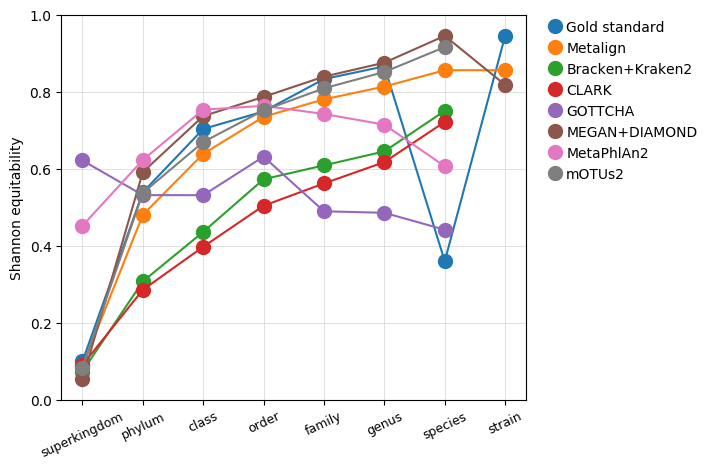 1.0
0.8
0.6
0.4
0.2
0.0
Shannon equitability
superkingdom
phylum
class
order
family
genus
species
strain
Gold standard
Metalign
Bracken+Kraken2
CLARK
GOTTCHA
MEGAN+DIAMOND
MetaPhlAn2
mOTUs2